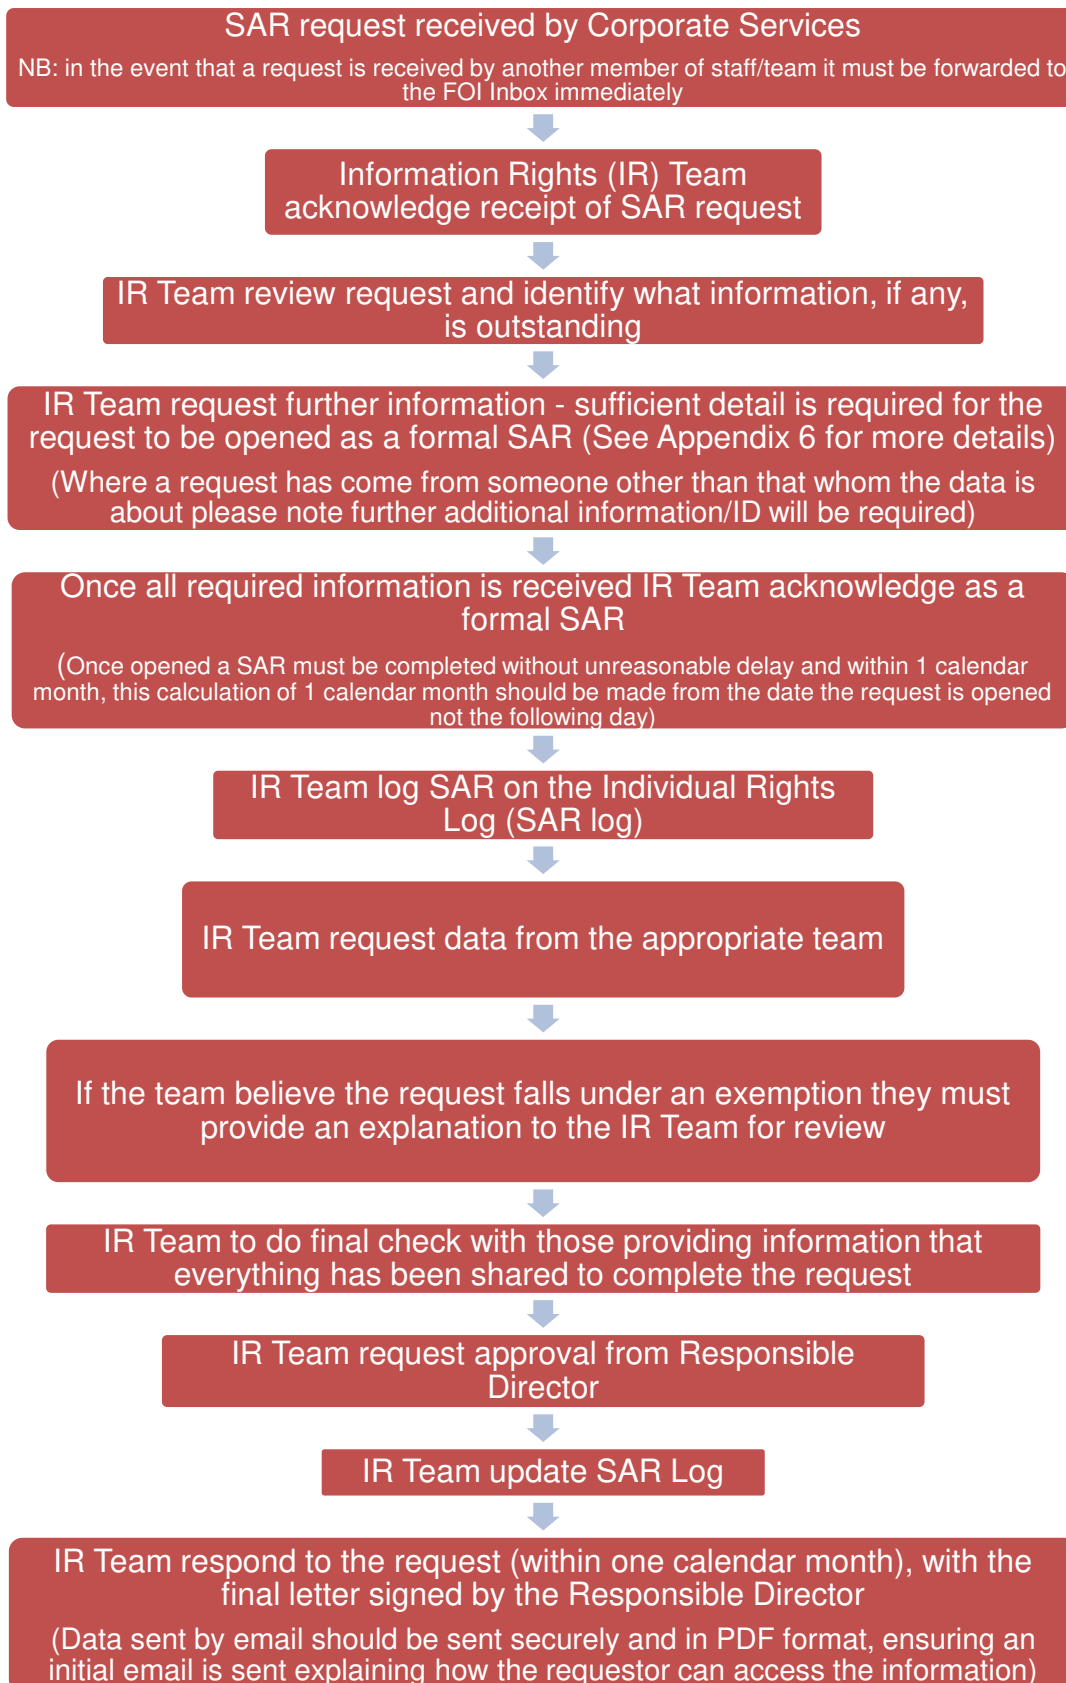 SAR request received by Corporate Services
NB: in the event that a request is received by another member of staff/team it must be forwarded to
the FOI Inbox immediately
Information Rights (IR) Team
acknowledge receipt of SAR request
IR Team review request and identify what information, if any,
is outstanding
IR Team request further information - sufficient detail is required for the
request to be opened as a formal SAR (See Appendix 6 for more details)
(Where a request has come from someone other than that whom the data is
about please note further additional information/ID will be required)
Once all required information is received IR Team acknowledge as a
formal SAR
(Once opened a SAR must be completed without unreasonable delay and within 1 calendar
month, this calculation of 1 calendar month should be made from the date the request is opened
not the following day)
IR Team log SAR on the Individual Rights
Log (SAR log)
IR Team request data from the appropriate team
If the team believe the request falls under an exemption they must
provide an explanation to the IR Team for review
IR Team to do final check with those providing information that
everything has been shared to complete the request
IR Team request approval from Responsible
Director
IR Team update SAR Log
IR Team respond to the request (within one calendar month), with the
final letter signed by the Responsible Director
(Data sent by email should be sent securely and in PDF format, ensuring an
initial email is sent explaining how the requestor can access the information)